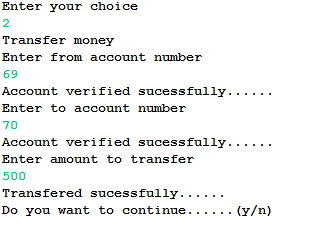 Enter your choice
2
Transfer money
Enter from account number
69
Account verified sucessfully......
Enter to account number
70
Account verified sucessfully......
Enter amount to transfer
500
Transfered sucessfully......
Do you want to continue......(y/n)